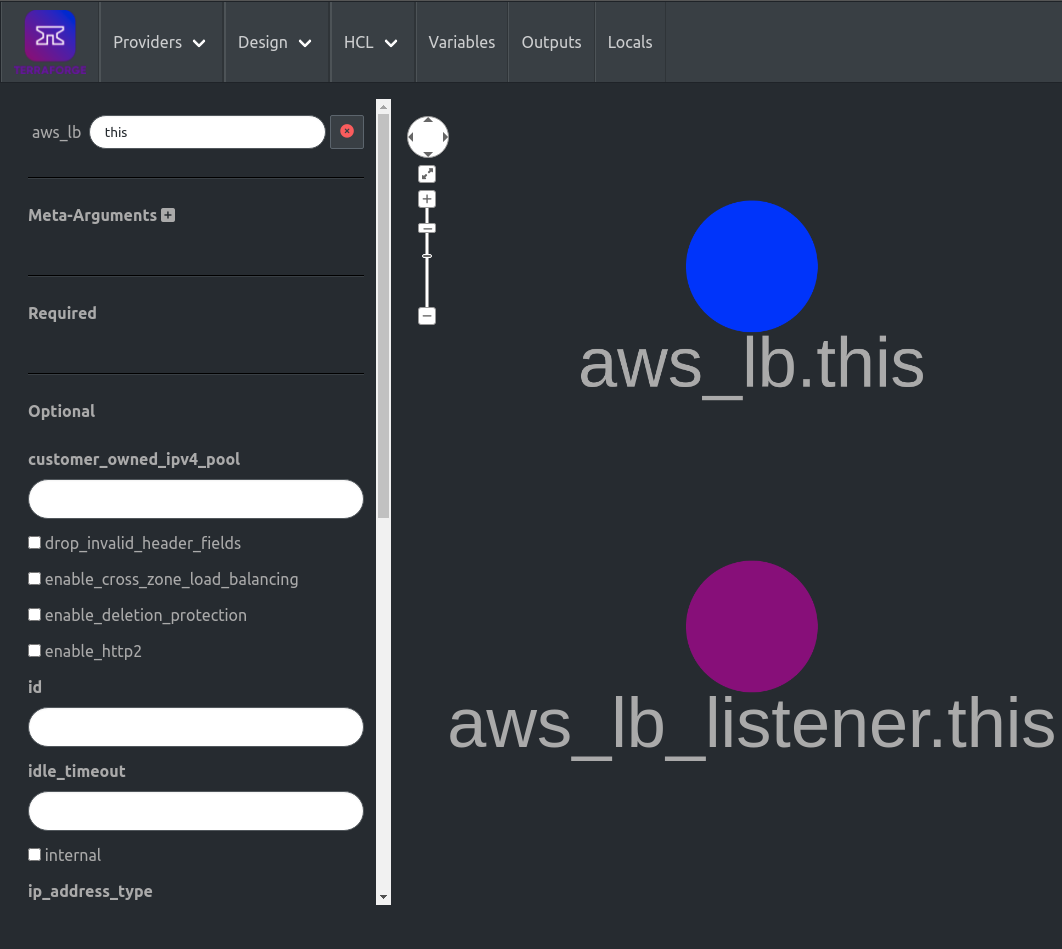 Providers Design HCL Variables Outputs Locals
aws_lb this
Meta-Arguments
Required
Optional
customer_owned_ipv4_pool
drop_invalid_header_fields
enable_cross_zone_load_balancing
enable_deletion_protection
enable_http2
id
idle_timeout
internal
ip_address_type
aws_lb.this
aws_lb_listener.this